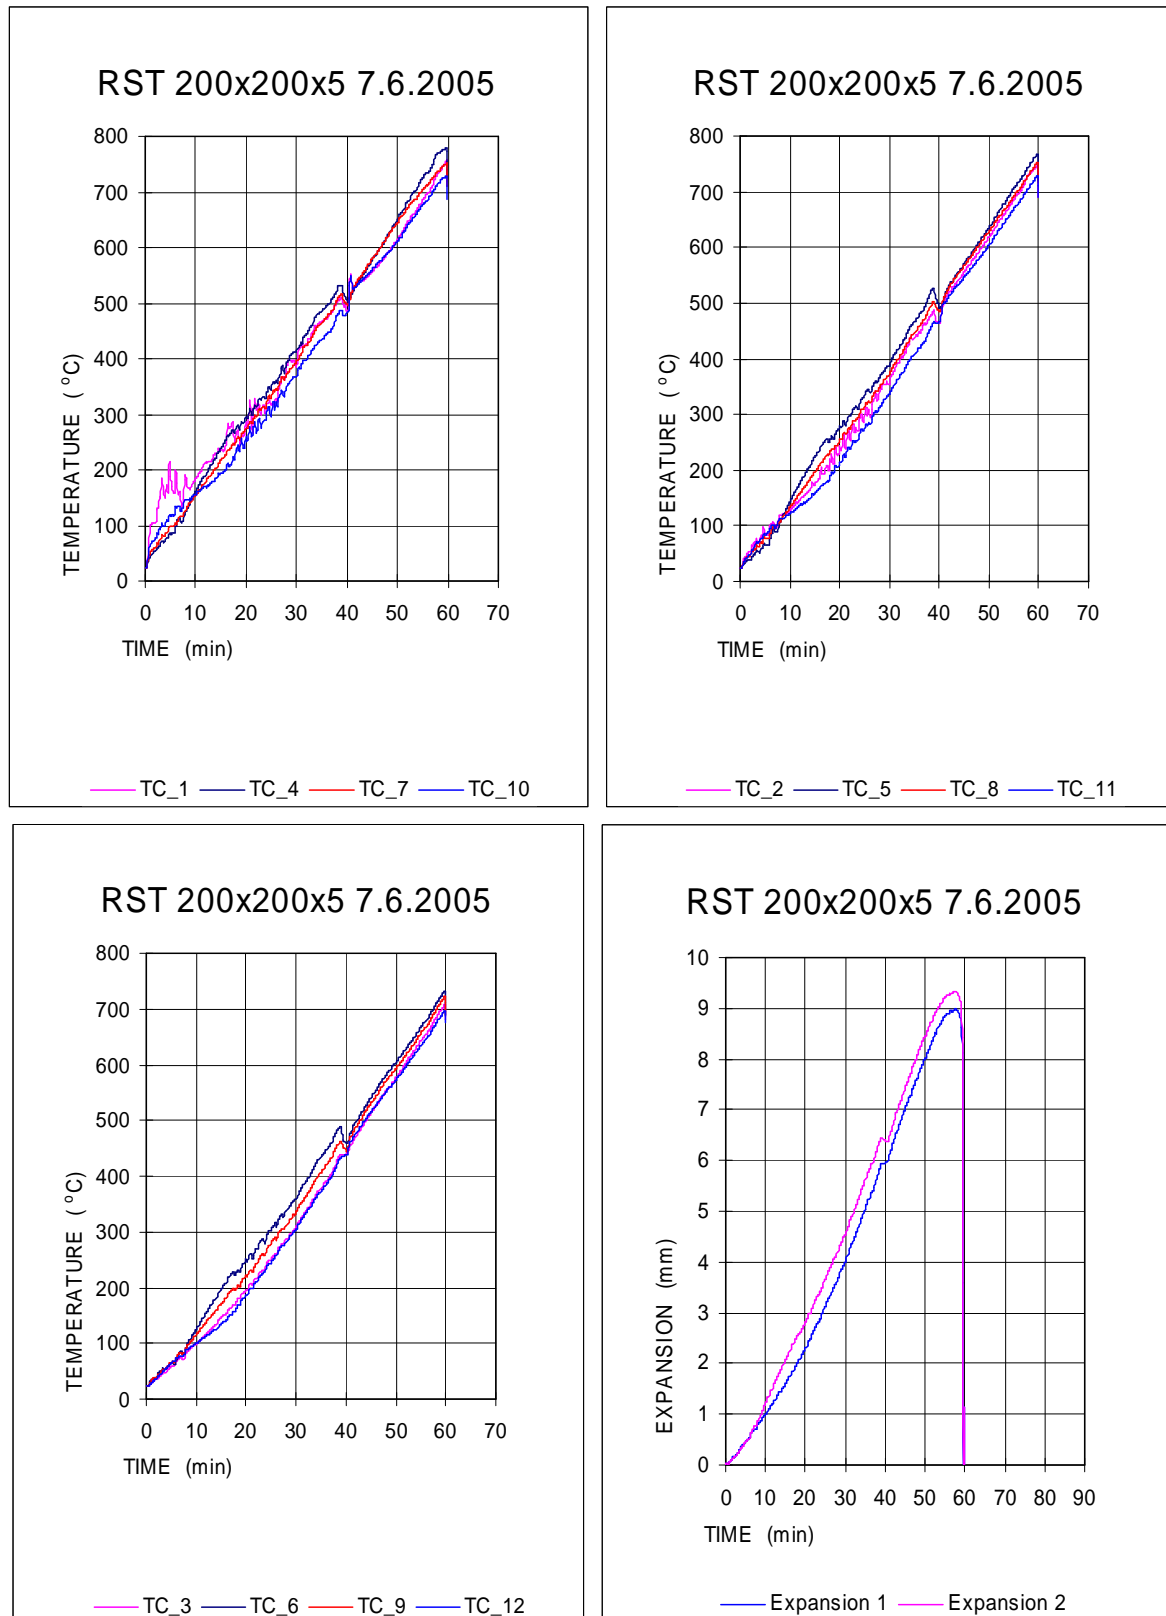 RST 200x200x5 7.6.2005
800
700
600
500
400
300
200
100
0
TEMPERATURE (°C)
0 10 20 30 40 50 60 70
TIME (min)
TC_1 TC_4 TC_7 TC_10
RST 200x200x5 7.6.2005
800
700
600
500
400
300
200
100
0
TEMPERATURE (°C)
0 10 20 30 40 50 60 70
TIME (min)
TC_2 TC_5 TC_8 TC_11
RST 200x200x5 7.6.2005
800
700
600
500
400
300
200
100
0
TEMPERATURE (°C)
0 10 20 30 40 50 60 70
TIME (min)
TC_3 TC_6 TC_9 TC_12
RST 200x200x5 7.6.2005
10
9
8
7
6
5
4
3
2
1
0
EXPANSION (mm)
0 10 20 30 40 50 60 70 80 90
TIME (min)
Expansion 1 Expansion 2